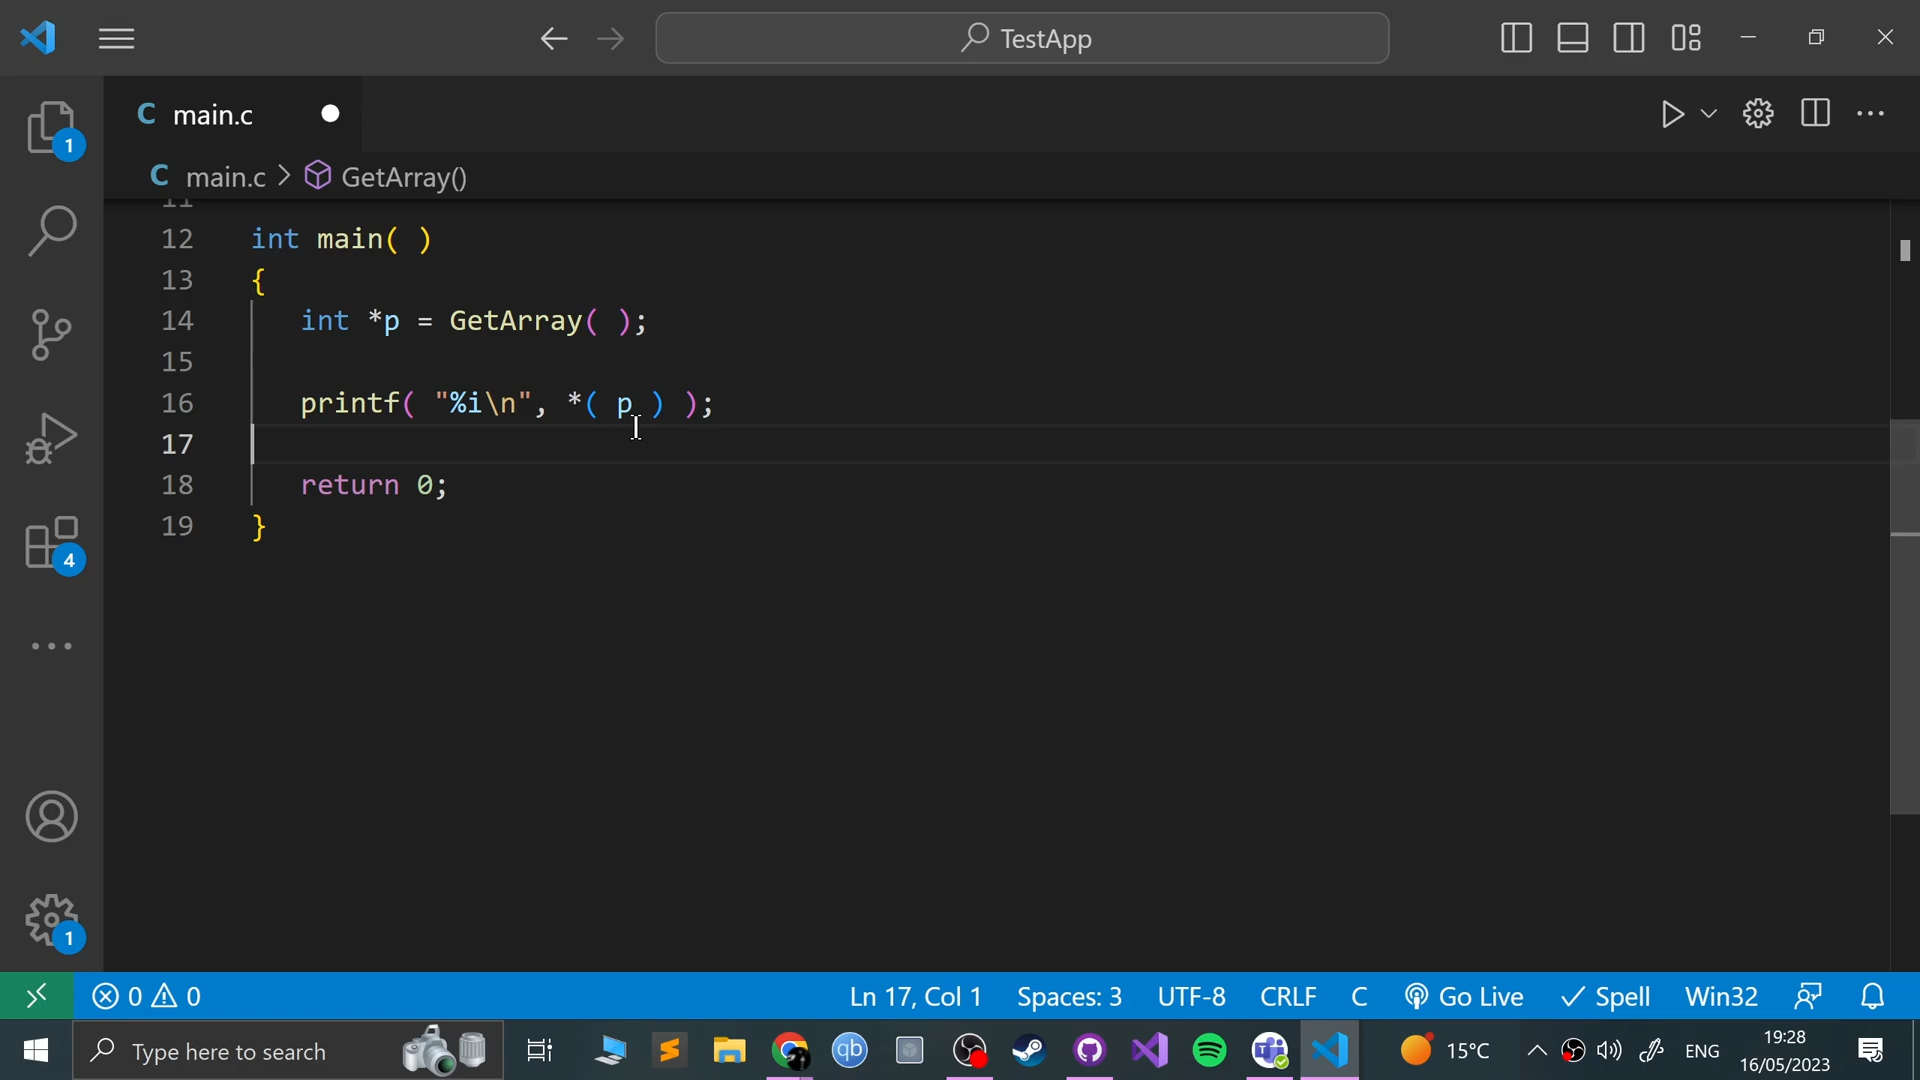 TestApp
C main.c
1
C main.c > GetArray()
11
12 int main( )
13 {
14 int *p = GetArray( );
15
16 printf( "%i\n", *( p ) );
17
18 return 0;
19 }
4
1
0 0 Ln 17, Col 1 Spaces: 3 UTF-8 CRLF C Go Live Spell Win32
Type here to search qb 15°C ENG 19:28
16/05/2023